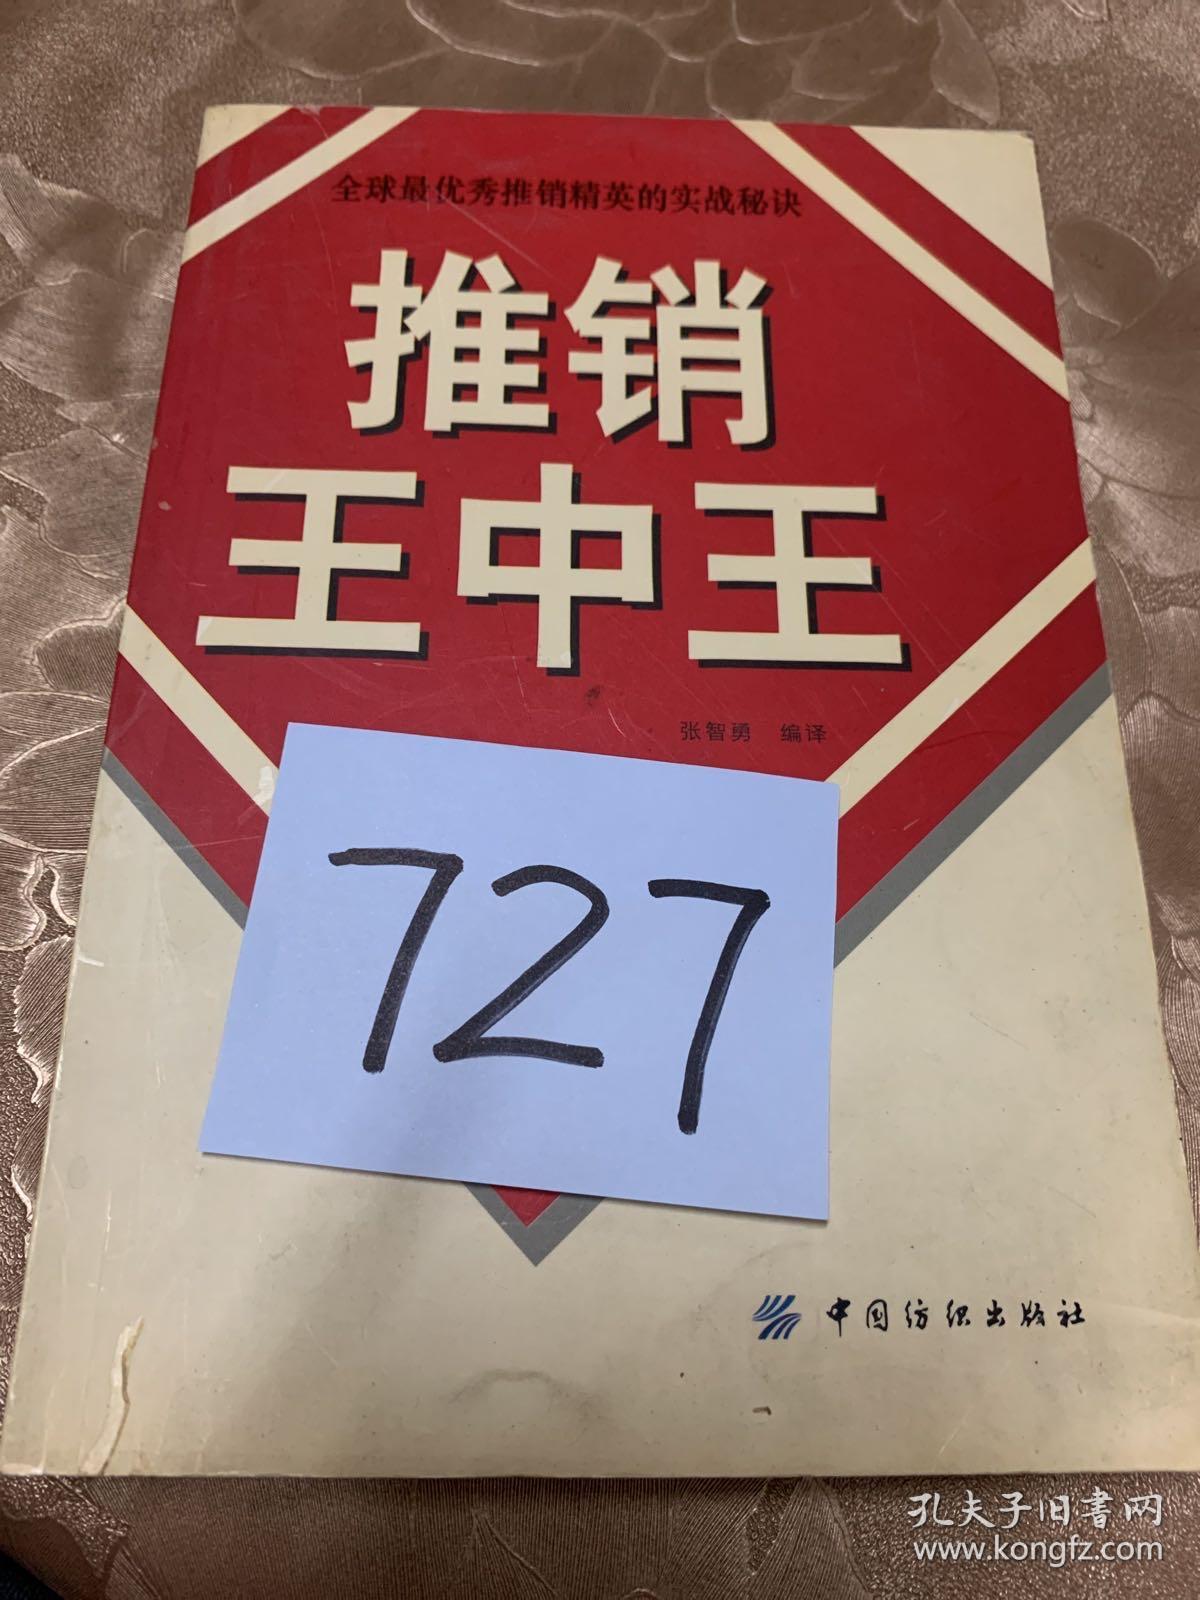 全球最优秀推销精英的实战秘诀
推销
王中王
张智勇 编译
727
中国纺织出版社
孔夫子旧书网
www.kongfz.com